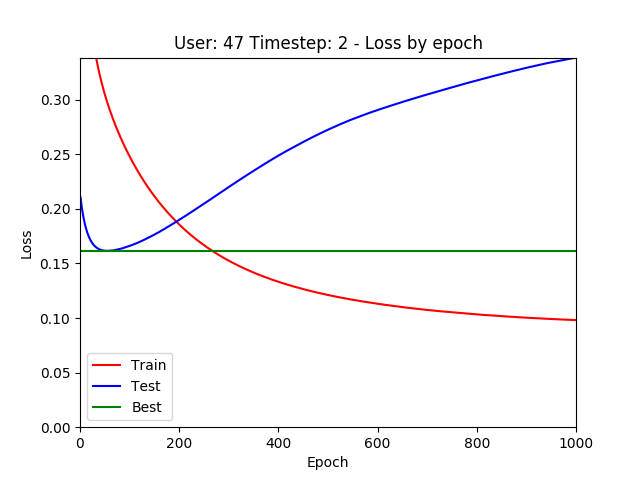 User: 47 Timestep: 2 - Loss by epoch
Loss
0.30
0.25
0.20
0.15
0.10
0.05
0.00
Train
Test
Best
0 200 400 600 800 1000
Epoch